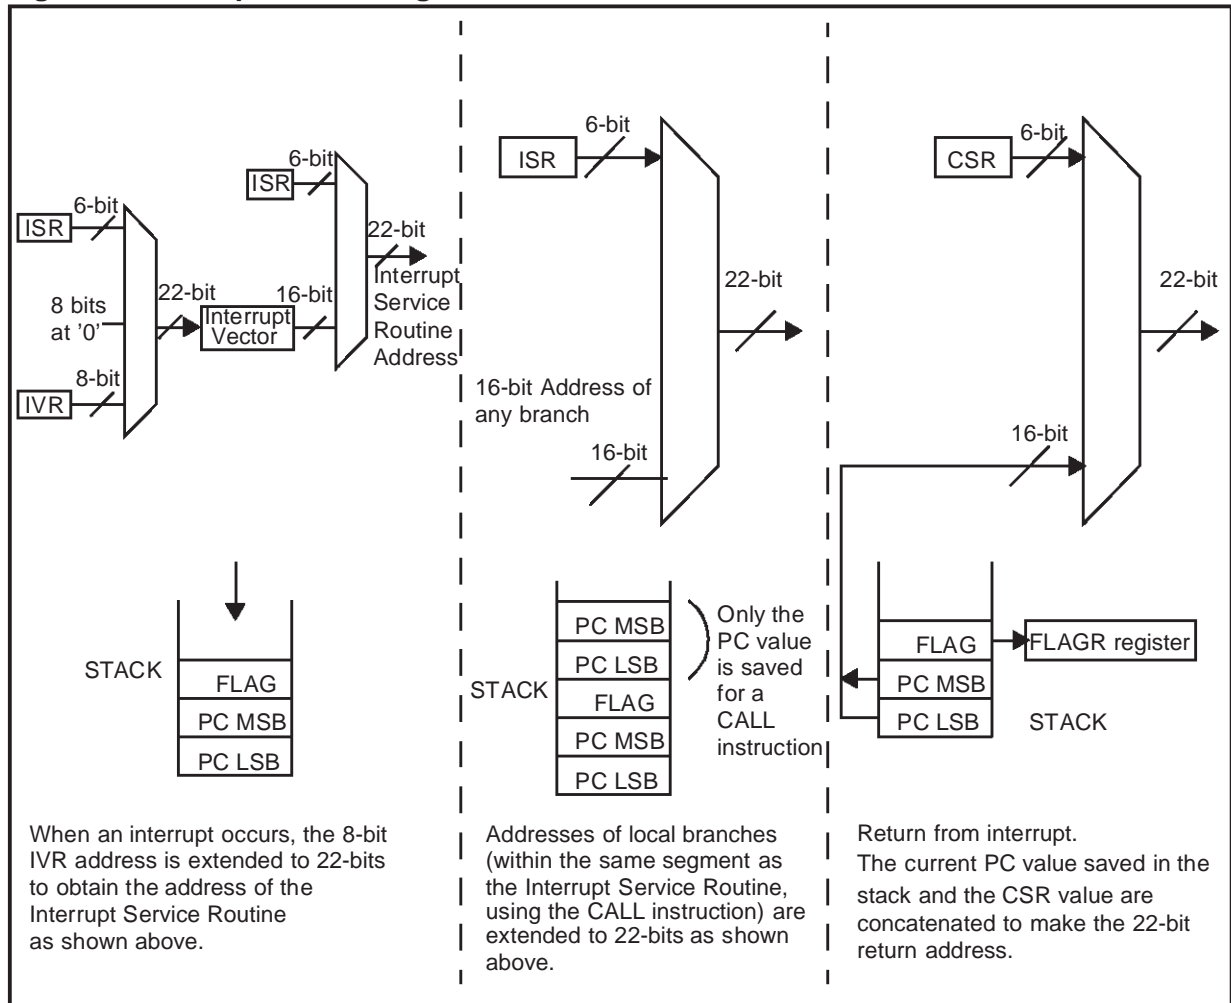 ISR
6-bit
8 bits
at '0'
IVR
8-bit
22-bit
Interrupt
Vector
16-bit
ISR
6-bit
22-bit
Interrupt
Service
Routine
Address
STACK
FLAG
PC MSB
PC LSB
When an interrupt occurs, the 8-bit
IVR address is extended to 22-bits
to obtain the address of the
Interrupt Service Routine
as shown above.
ISR
6-bit
22-bit
16-bit Address of
any branch
16-bit
STACK
PC MSB
PC LSB
FLAG
PC MSB
PC LSB
Only the
PC value
is saved
for a
CALL
instruction
Addresses of local branches
(within the same segment as
the Interrupt Service Routine,
using the CALL instruction) are
extended to 22-bits as shown
above.
CSR
6-bit
22-bit
16-bit
FLAG
PC MSB
PC LSB
FLAGR register
STACK
Return from interrupt.
The current PC value saved in the
stack and the CSR value are
concatenated to make the 22-bit
return address.